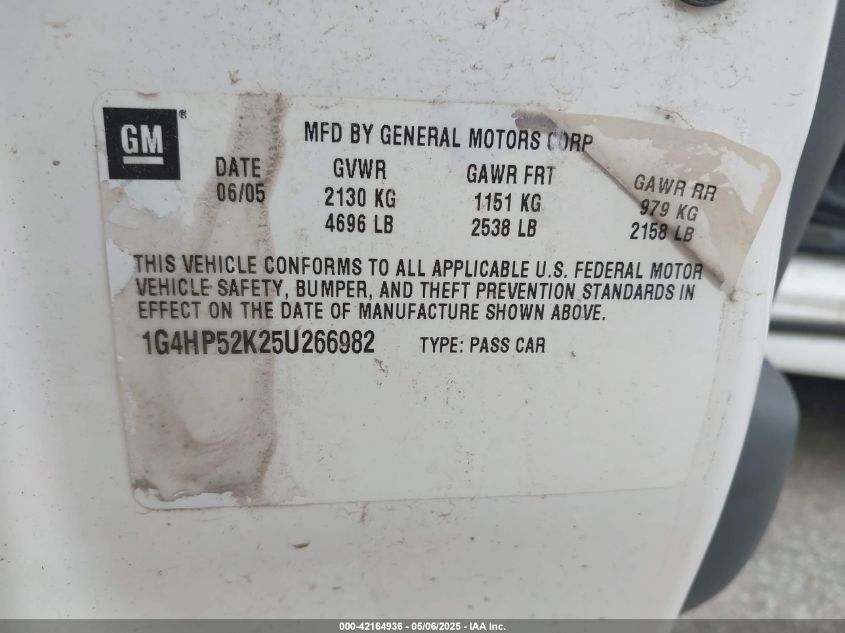 GM®
MFD BY GENERAL MOTORS CORP
DATE GVWR GAWR FRT GAWR RR
06/05 2130 KG 1151 KG 979 KG
4696 LB 2538 LB 2158 LB
THIS VEHICLE CONFORMS TO ALL APPLICABLE U.S. FEDERAL MOTOR
VEHICLE SAFETY, BUMPER, AND THEFT PREVENTION STANDARDS IN
EFFECT ON THE DATE OF MANUFACTURE SHOWN ABOVE.
1G4HP52K25U266982 TYPE: PASS CAR
000-42164936 - 05/06/2025 - IAA Inc.